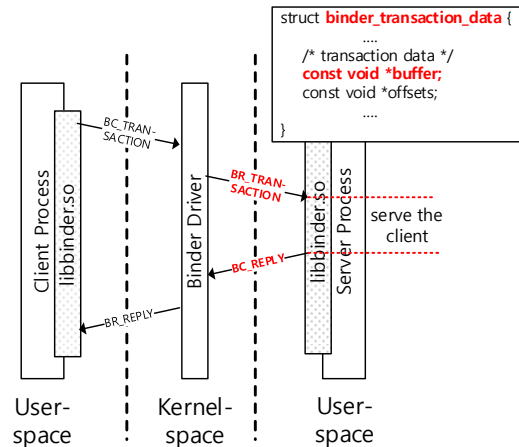 struct binder_transaction_data {
....
/* transaction data */
const void *buffer;
const void *offsets;
....
}
Client Process
libbinder.so
BC_TRAN-
SACTION
Binder Driver
BR_TRAN-
SACTION
libbinder.so
Server Process
serve the
client
BC_REPLY
BR_REPLY
User-
space
Kernel-
space
User-
space